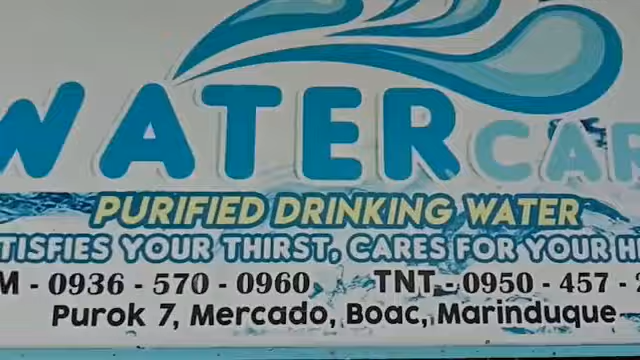 WATER CAR
PURIFIED DRINKING WATER
TISFIES YOUR THIRST, CARES FOR YOUR H
M - 0936 - 570 - 0960 TNT - 0950 - 457 -
Purok 7, Mercado, Boac, Marinduque